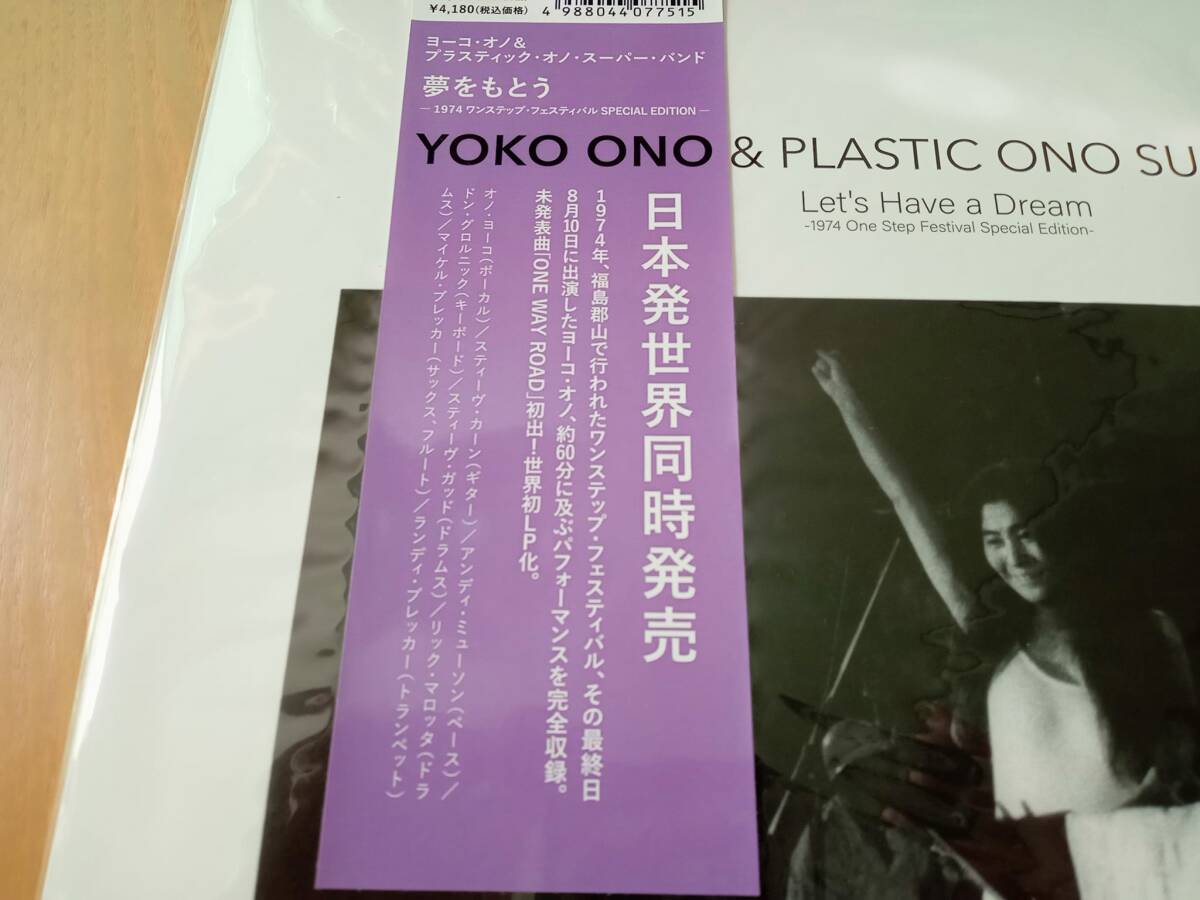 ¥4,180(税込価格)
4 988044 077515
ヨーコ・オノ&
プラスティック・オノ・スーパー・バンド
夢をもとう
― 1974 ワンステップ・フェスティバル SPECIAL EDITION ―
YOKO ONO & PLASTIC ONO SU
Let's Have a Dream
-1974 One Step Festival Special Edition-
日本発世界同時発売
1974年、福島郡山で行われたワンステップ・フェスティバル、その最終日
8月10日に出演したヨーコ・オノ、約60分に及ぶパフォーマンスを完全収録。
未発表曲「ONE WAY ROAD」初出!世界初LP化。
オノ・ヨーコ(ボーカル)/スティーヴ・カーン(ギター)/アンディ・ミューソン(ベース)/
ドン・グロルニック(キーボード)/スティーヴ・ガッド(ドラムス)/リック・マロッタ(ドラ
ムス)/マイケル・ブレッカー(サックス、フルート)/ランディ・ブレッカー(トランペット)